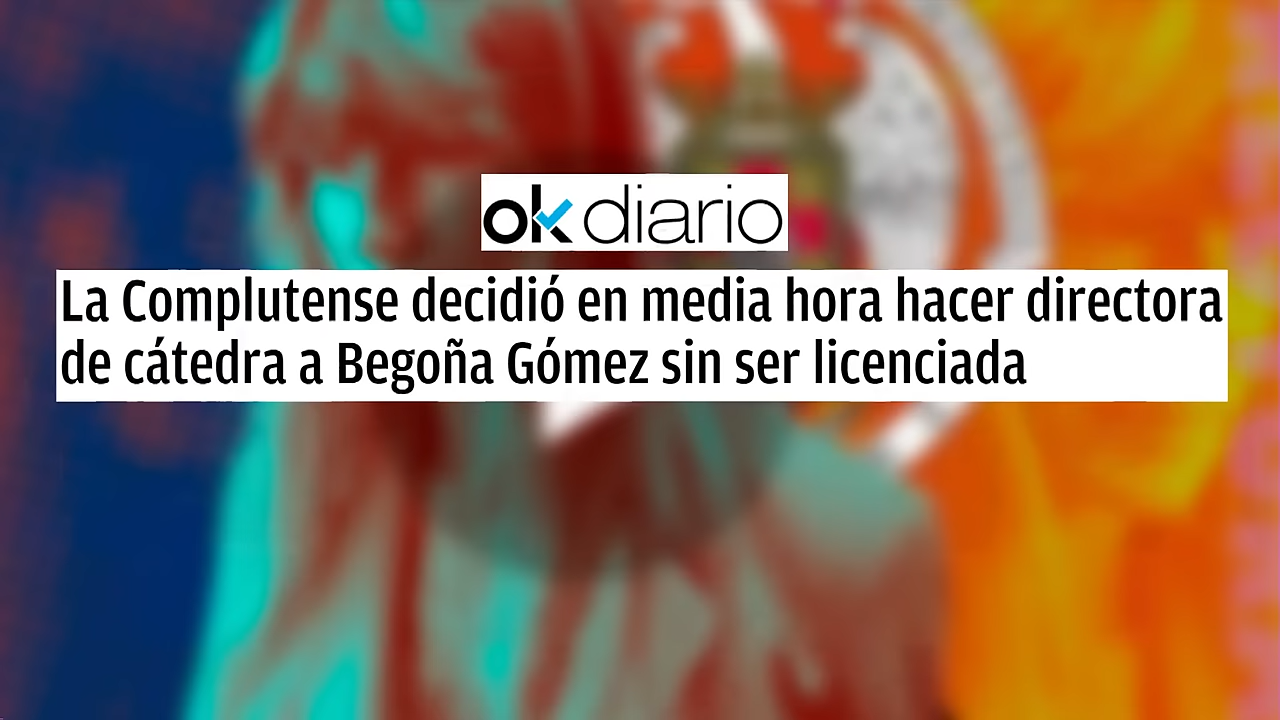 ok diario
La Complutense decidió en media hora hacer directora
de cátedra a Begoña Gómez sin ser licenciada